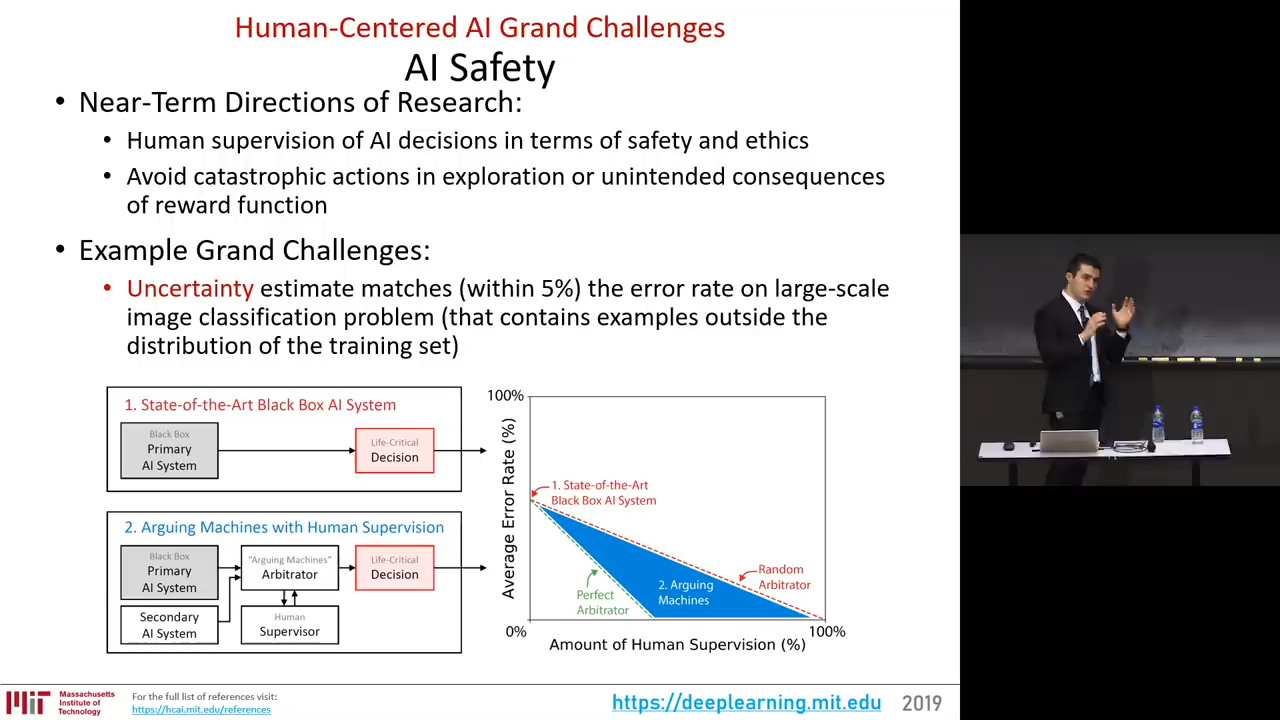 Human-Centered AI Grand Challenges
AI Safety
• Near-Term Directions of Research:
• Human supervision of AI decisions in terms of safety and ethics
• Avoid catastrophic actions in exploration or unintended consequences
of reward function
• Example Grand Challenges:
• Uncertainty estimate matches (within 5%) the error rate on large-scale
image classification problem (that contains examples outside the
distribution of the training set)
1. State-of-the-Art Black Box AI System
Black Box
Primary
AI System
Life-Critical
Decision
2. Arguing Machines with Human Supervision
Black Box
Primary
AI System
"Arguing Machines"
Arbitrator
Life-Critical
Decision
Secondary
AI System
Human
Supervisor
100%
Average Error Rate (%)
1. State-of-the-Art
Black Box AI System
Random
Arbitrator
2. Arguing
Machines
Perfect
Arbitrator
0%
100%
Amount of Human Supervision (%)
MIT
Massachusetts
Institute of
Technology
For the full list of references visit:
https://hcai.mit.edu/references
https://deeplearning.mit.edu
2019